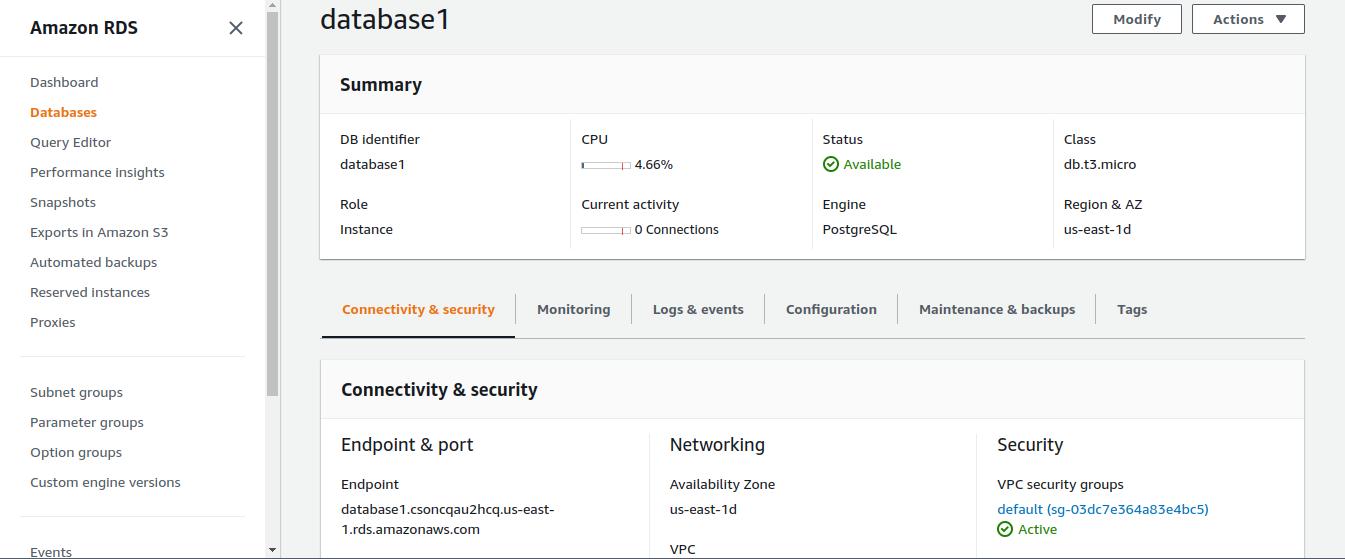 Amazon RDS
Dashboard
Databases
Query Editor
Performance insights
Snapshots
Exports in Amazon S3
Automated backups
Reserved instances
Proxies
Subnet groups
Parameter groups
Option groups
Custom engine versions
Events
database1
Modify
Actions
Summary
DB identifier
database1
CPU
4.66%
Status
Available
Class
db.t3.micro
Role
Instance
Current activity
0 Connections
Engine
PostgreSQL
Region & AZ
us-east-1d
Connectivity & security
Monitoring
Logs & events
Configuration
Maintenance & backups
Tags
Connectivity & security
Endpoint & port
Endpoint
database1.csoncqau2hcq.us-east-
1.rds.amazonaws.com
Networking
Availability Zone
us-east-1d
VPC
Security
VPC security groups
default (sg-03dc7e364a83e4bc5)
Active